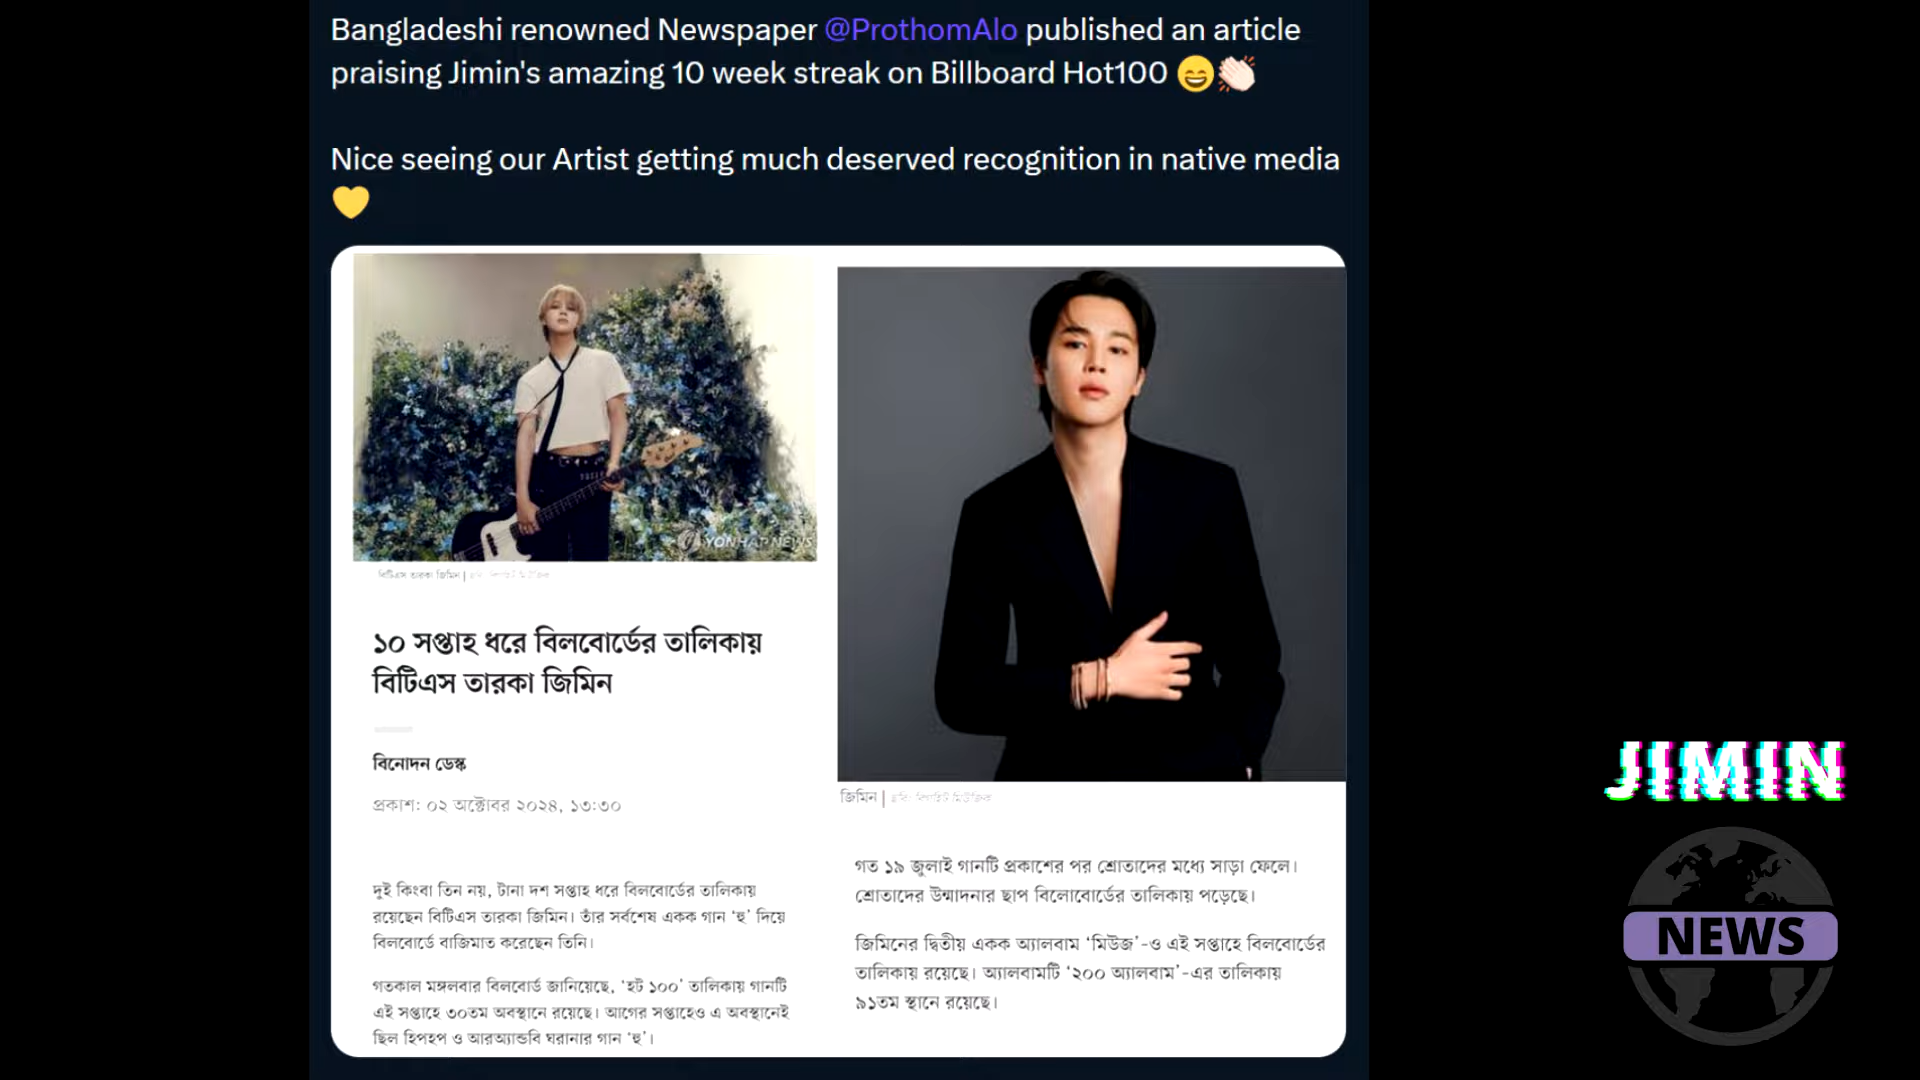 Bangladeshi renowned Newspaper @ProthomAlo published an article
praising Jimin's amazing 10 week streak on Billboard Hot100 😄👏🏻
Nice seeing our Artist getting much deserved recognition in native media
💛
YONHAP NEWS
বিটিএস তারকা জিমিন |
১০ সপ্তাহ ধরে বিলবোর্ডের তালিকায়
বিটিএস তারকা জিমিন
বিনোদন ডেস্ক
প্রকাশ: ০২ অক্টোবর ২০২৪, ১৩:৩০
দুই কিংবা তিন নয়, টানা দশ সপ্তাহ ধরে বিলবোর্ডের তালিকায়
রয়েছেন বিটিএস তারকা জিমিন। তাঁর সর্বশেষ একক গান ‘হু’ দিয়ে
বিলবোর্ডে বাজিমাত করেছেন তিনি।
গতকাল মঙ্গলবার বিলবোর্ড জানিয়েছে, ‘হট ১০০’ তালিকায় গানটি
এই সপ্তাহে ৩০তম অবস্থানে রয়েছে। আগের সপ্তাহেও এ অবস্থানেই
ছিল হিপহপ ও আরঅ্যান্ডবি ঘরানার গান ‘হু’।
জিমিন |
গত ১৯ জুলাই গানটি প্রকাশের পর শ্রোতাদের মধ্যে সাড়া ফেলে।
শ্রোতাদের উন্মাদনার ছাপ বিলোবোর্ডের তালিকায় পড়েছে।
জিমিনের দ্বিতীয় একক অ্যালবাম ‘মিউজ’-ও এই সপ্তাহে বিলবোর্ডের
তালিকায় রয়েছে। অ্যালবামটি ‘২০০ অ্যালবাম’-এর তালিকায়
৯১তম স্থানে রয়েছে।
JIMIN
NEWS